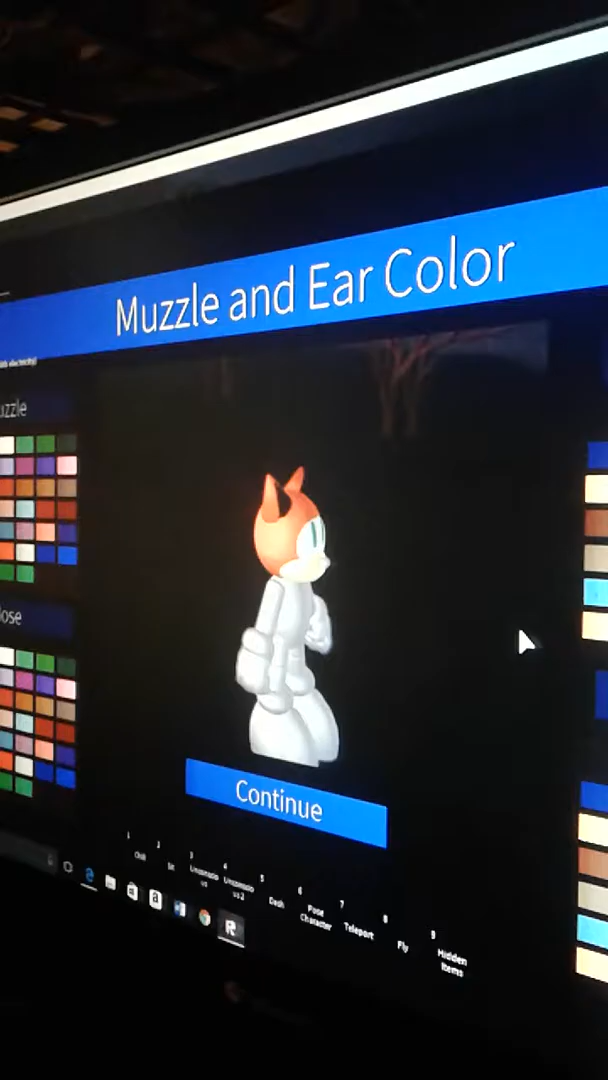 Muzzle and Ear Color
uzzle
lose
Continue
1
Chill
2
Sit
3
Unconscio
us
4
Unconscio
us 2
5
Dash
6
Pose
Character
7
Teleport
8
Fly
9
Hidden
Items